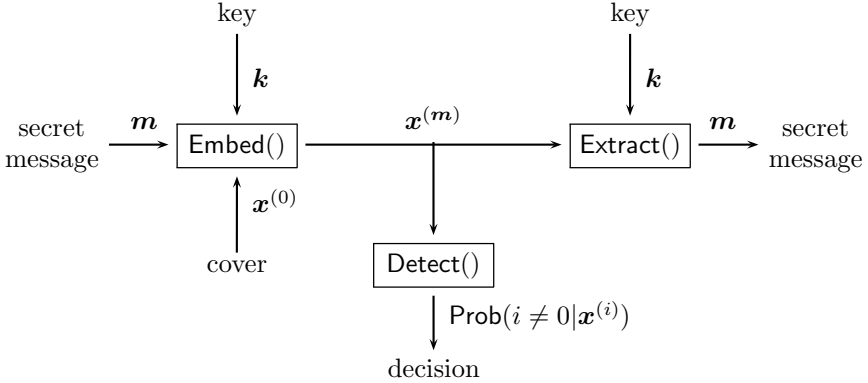 key key
k k
secret message m Embed() x^(m) Extract() m secret message
x^(0)
cover
Detect()
Prob(i ≠ 0|x^(i))
decision